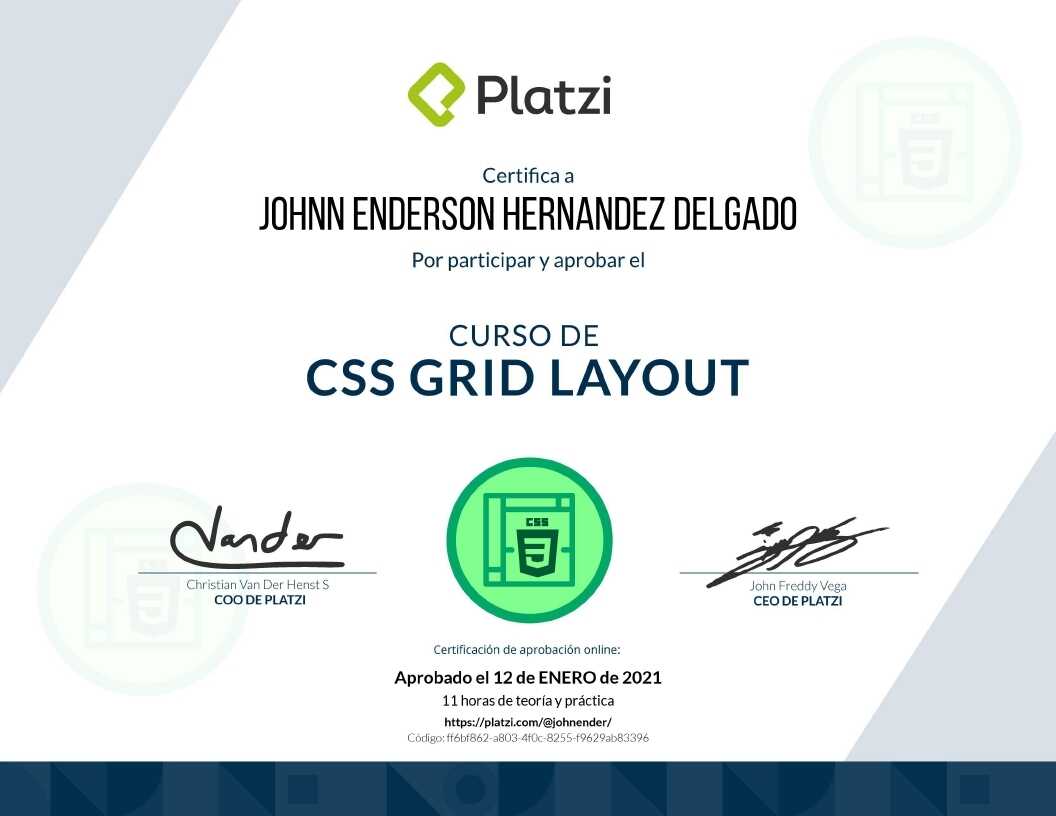 Platzi
Certifica a
JOHNN ENDERSON HERNANDEZ DELGADO
Por participar y aprobar el
CURSO DE
CSS GRID LAYOUT
CSS
CSS
CSS
Vander
Christian Van Der Henst S
COO DE PLATZI
John Freddy Vega
CEO DE PLATZI
Certificación de aprobación online:
Aprobado el 12 de ENERO de 2021
11 horas de teoría y práctica
https://platzi.com/@johnender/
Código: ff6bf862-a803-4f0c-8255-f9629ab83396